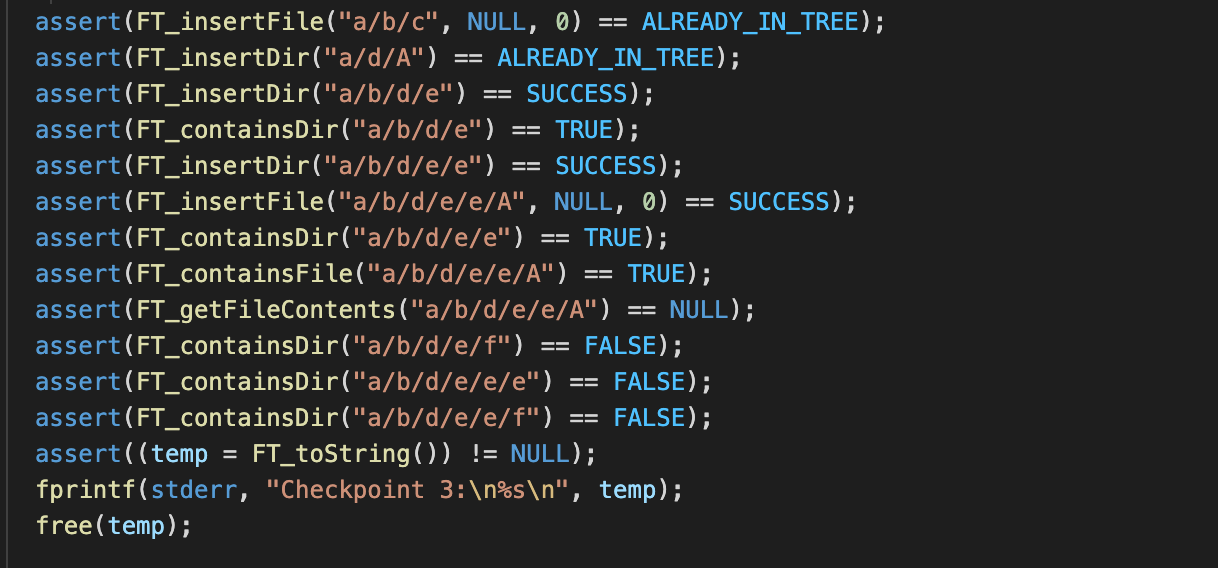 assert(FT_insertFile("a/b/c", NULL, 0) == ALREADY_IN_TREE);
assert(FT_insertDir("a/d/A") == ALREADY_IN_TREE);
assert(FT_insertDir("a/b/d/e") == SUCCESS);
assert(FT_containsDir("a/b/d/e") == TRUE);
assert(FT_insertDir("a/b/d/e/e") == SUCCESS);
assert(FT_insertFile("a/b/d/e/e/A", NULL, 0) == SUCCESS);
assert(FT_containsDir("a/b/d/e/e") == TRUE);
assert(FT_containsFile("a/b/d/e/e/A") == TRUE);
assert(FT_getFileContents("a/b/d/e/e/A") == NULL);
assert(FT_containsDir("a/b/d/e/f") == FALSE);
assert(FT_containsDir("a/b/d/e/e/e") == FALSE);
assert(FT_containsDir("a/b/d/e/e/f") == FALSE);
assert((temp = FT_toString()) != NULL);
fprintf(stderr, "Checkpoint 3:\n%s\n", temp);
free(temp);